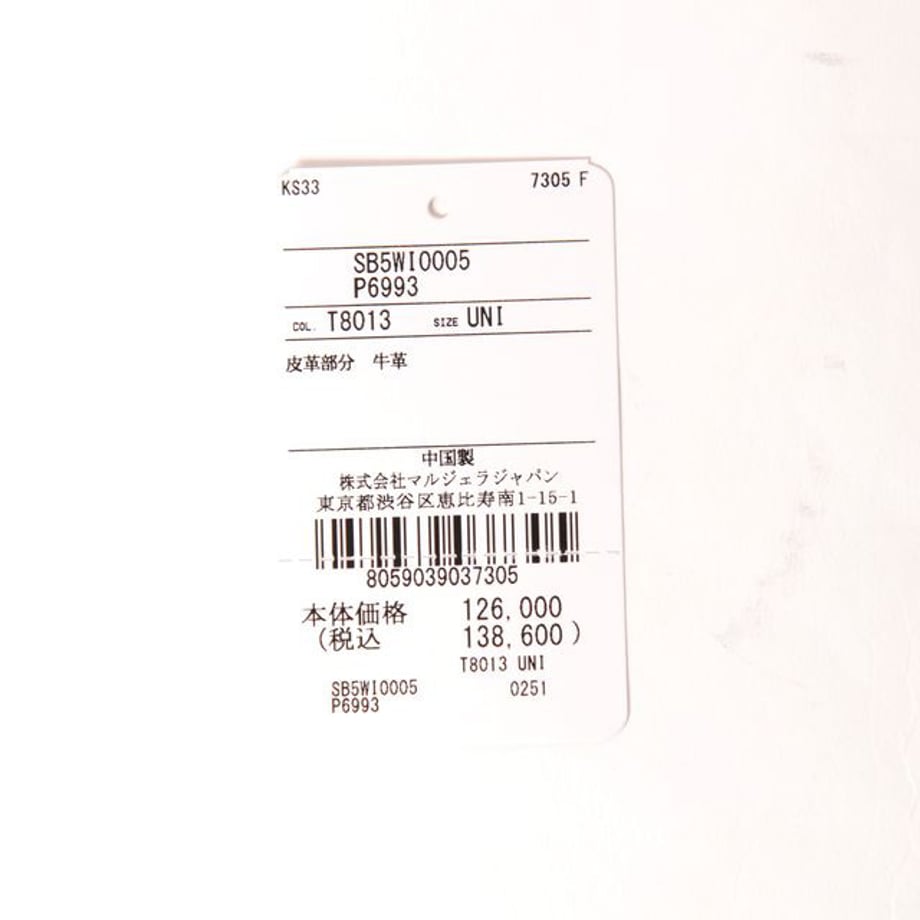 KS33 7305 F
SB5WI0005
P6993
COL. T8013 SIZE UNI
皮革部分 牛革
中国製
株式会社マルジェラジャパン
東京都渋谷区恵比寿南1-15-1
8059039037305
本体価格 126,000
(税込 138,600)
T8013 UNI
SB5WI0005 0251
P6993